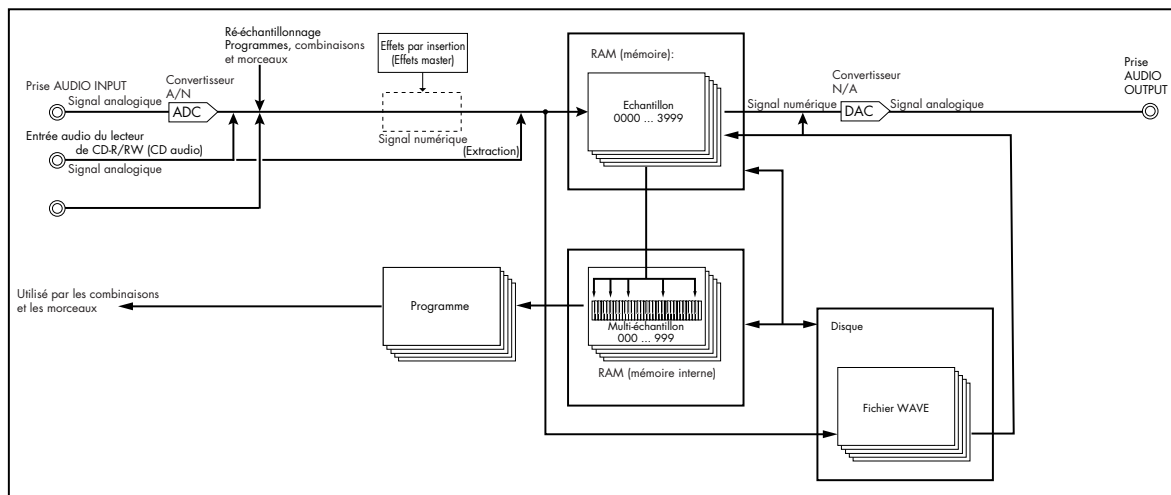 Ré-échantillonnage
Programmes, combinaisons
et morceaux
Effets par insertion
(Effets master)
RAM (mémoire):
Prise
AUDIO
OUTPUT
Convertisseur
A/N
Convertisseur
N/A
Prise AUDIO INPUT
Signal analogique
ADC
Echantillon
0000 ... 3999
Signal numérique
DAC
Signal analogique
Entrée audio du lecteur
de CD-R/RW (CD audio)
Signal analogique
Signal numérique
(Extraction)
Utilisé par les combinaisons
et les morceaux
Programme
Multi-échantillon
000 ... 999
RAM (mémoire interne)
Disque
Fichier WAVE